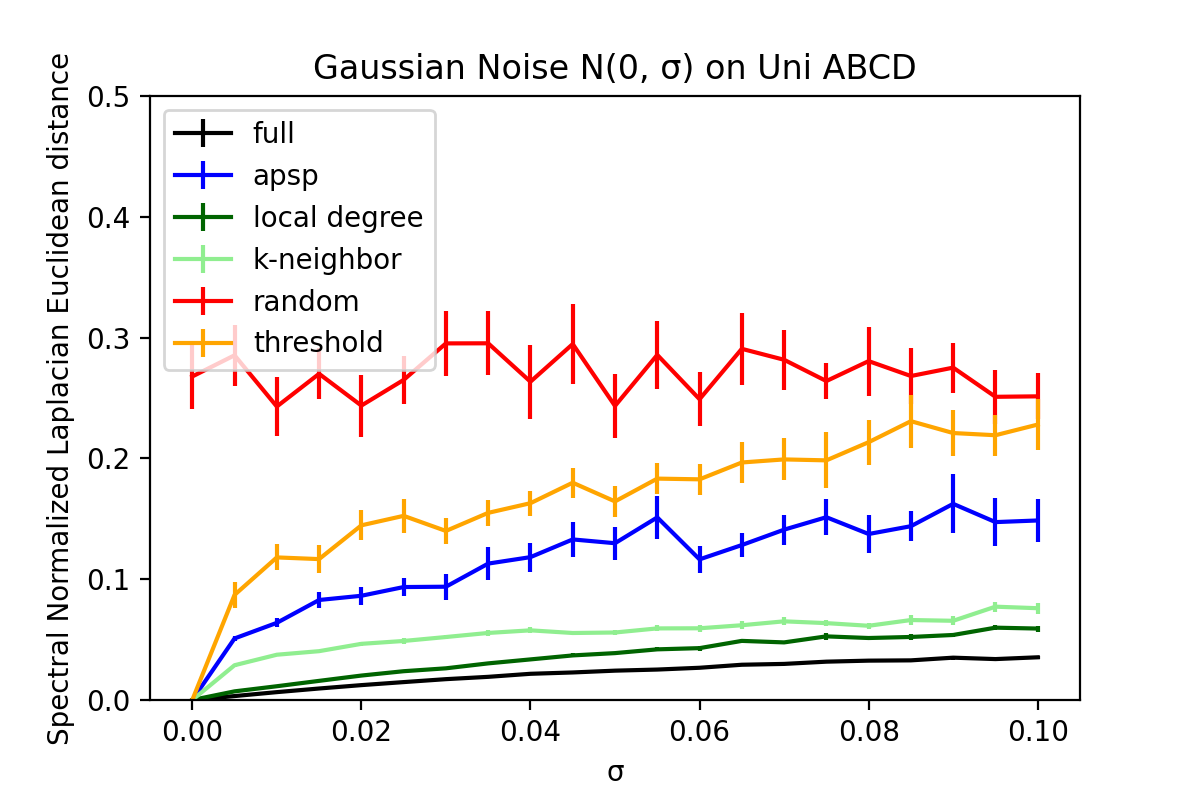 Gaussian Noise N(0, σ) on Uni ABCD
Spectral Normalized Laplacian Euclidean distance
0.5
0.4
0.3
0.2
0.1
0.0
full
apsp
local degree
k-neighbor
random
threshold
0.00 0.02 0.04 0.06 0.08 0.10
σ